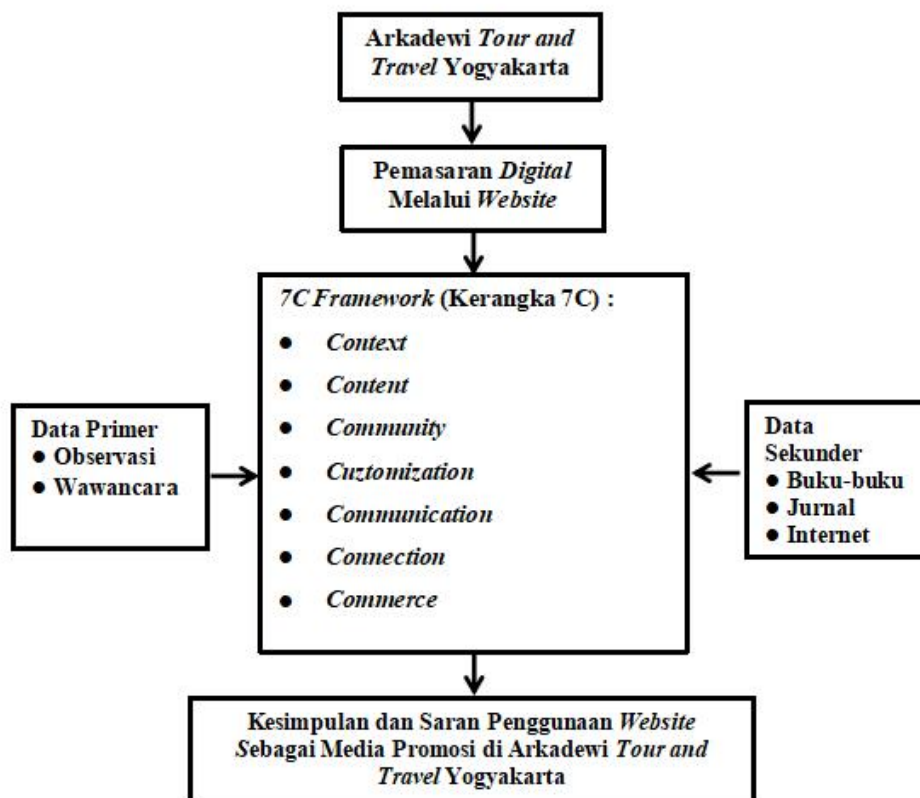 Arkadewi Tour and
Travel Yogyakarta
Pemasaran Digital
Melalui Website
7C Framework (Kerangka 7C) :
● Context
● Content
● Community
● Cuztomization
● Communication
● Connection
● Commerce
Data Primer
● Observasi
● Wawancara
Data
Sekunder
● Buku-buku
● Jurnal
● Internet
Kesimpulan dan Saran Penggunaan Website
Sebagai Media Promosi di Arkadewi Tour and
Travel Yogyakarta